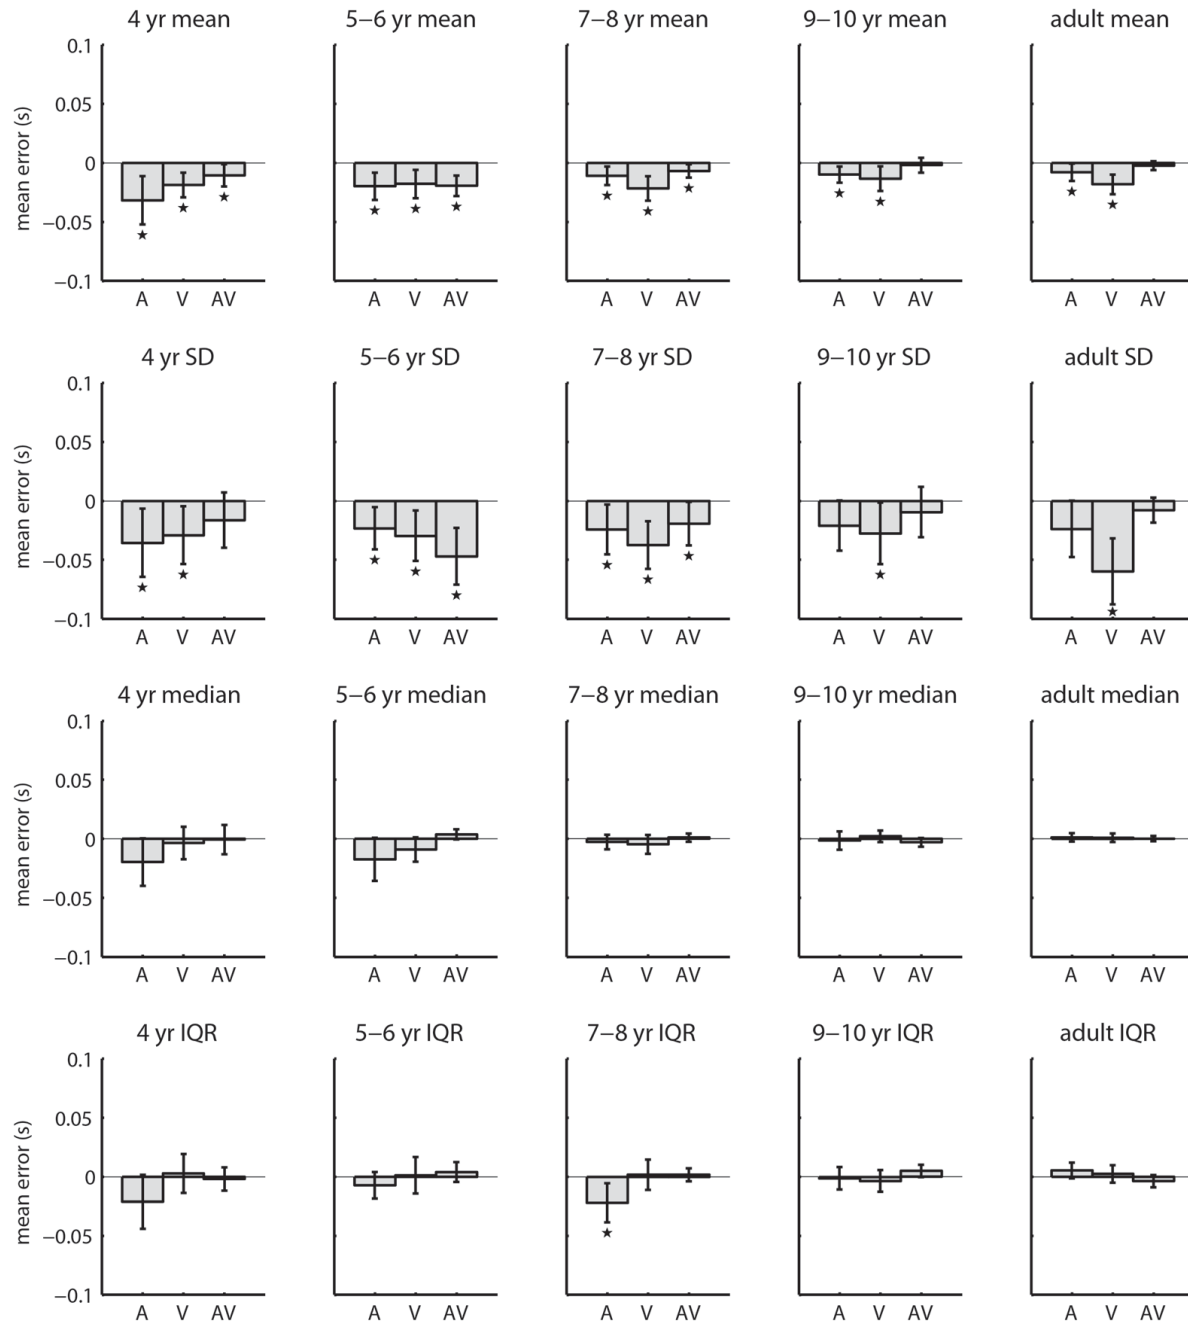 4 yr mean 5–6 yr mean 7–8 yr mean 9–10 yr mean adult mean
mean error (s)
0.1
0.05
0
−0.05
−0.1
★ ★ ★ ★ ★ ★ ★ ★ ★ ★ ★ ★ ★
A V AV A V AV A V AV A V AV A V AV
4 yr SD 5–6 yr SD 7–8 yr SD 9–10 yr SD adult SD
mean error (s)
0.1
0.05
0
−0.05
−0.1
★ ★ ★ ★ ★ ★ ★ ★ ★ ★
A V AV A V AV A V AV A V AV A V AV
4 yr median 5–6 yr median 7–8 yr median 9–10 yr median adult median
mean error (s)
0.1
0.05
0
−0.05
−0.1
A V AV A V AV A V AV A V AV A V AV
4 yr IQR 5–6 yr IQR 7–8 yr IQR 9–10 yr IQR adult IQR
mean error (s)
0.1
0.05
0
−0.05
−0.1
★
A V AV A V AV A V AV A V AV A V AV